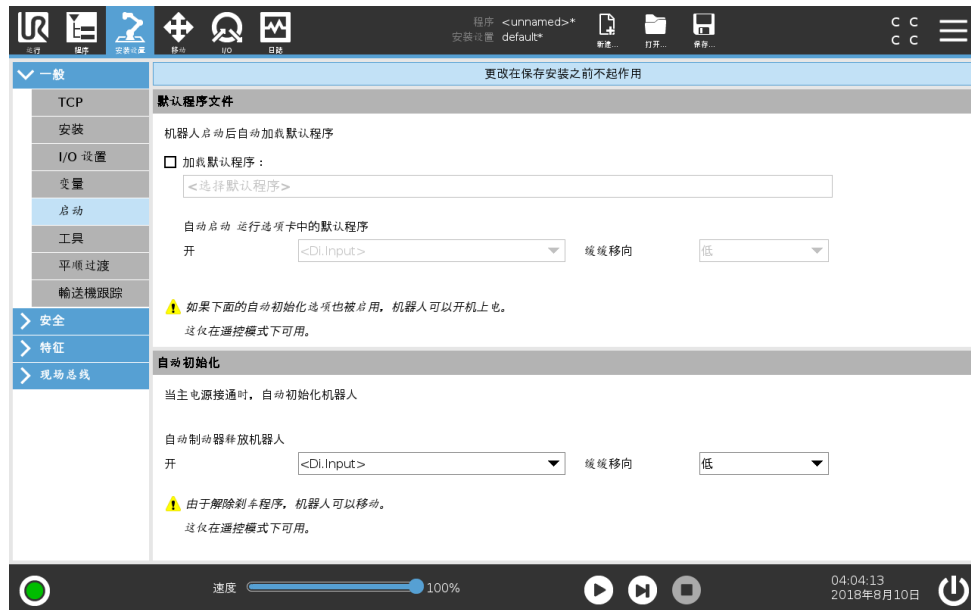 UR
运行
程序
安装设置
移动
I/O
日誌
程序 <unnamed>*
安装设置 default*
新建...
打开...
保存...
C C
C C
一般
TCP
安装
I/O 设置
变量
启动
工具
平顺过渡
輸送機跟踪
安全
特征
现场总线
更改在保存安装之前不起作用
默认程序文件
机器人启动后自动加载默认程序
加载默认程序：
<选择默认程序>
自动启动 运行选项卡中的默认程序
开 <Di.Input> 缓缓移向 低
如果下面的自动初始化选项也被启用，机器人可以开机上电。
这仅在遥控模式下可用。
自动初始化
当主电源接通时，自动初始化机器人
自动制动器释放机器人
开 <Di.Input> 缓缓移向 低
由于解除刹车程序，机器人可以移动。
这仅在遥控模式下可用。
速度 100%
04:04:13
2018年8月10日